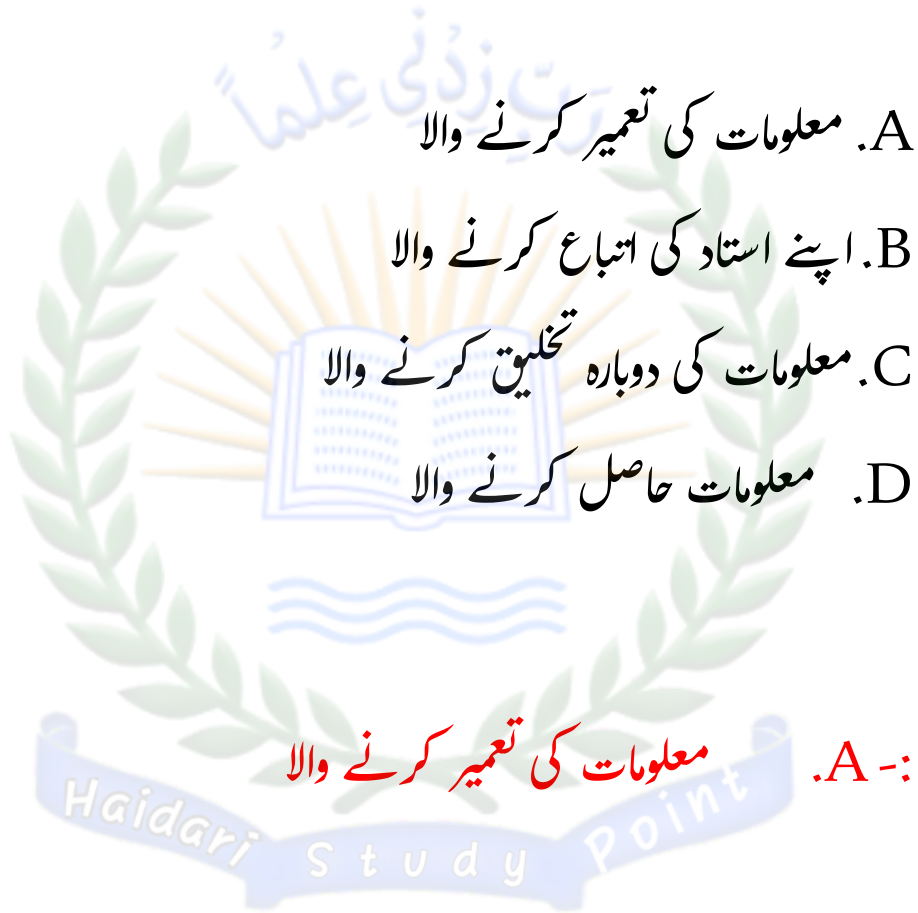 رَبِّ زِدْنِي عِلْماً
A. معلومات کی تعمیر کرنے والا
B. اپنے استاد کی اتباع کرنے والا
C. معلومات کی دوبارہ تخلیق کرنے والا
D. معلومات حاصل کرنے والا
:- A. معلومات کی تعمیر کرنے والا
Haidari Study Point